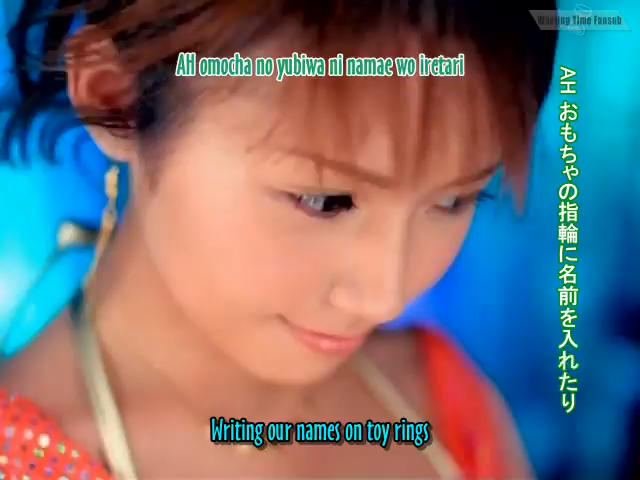 Wasting Time Fansub
AH omocha no yubiwa ni namae wo iretari
AH おもちゃの指輪に名前を入れたり
Writing our names on toy rings